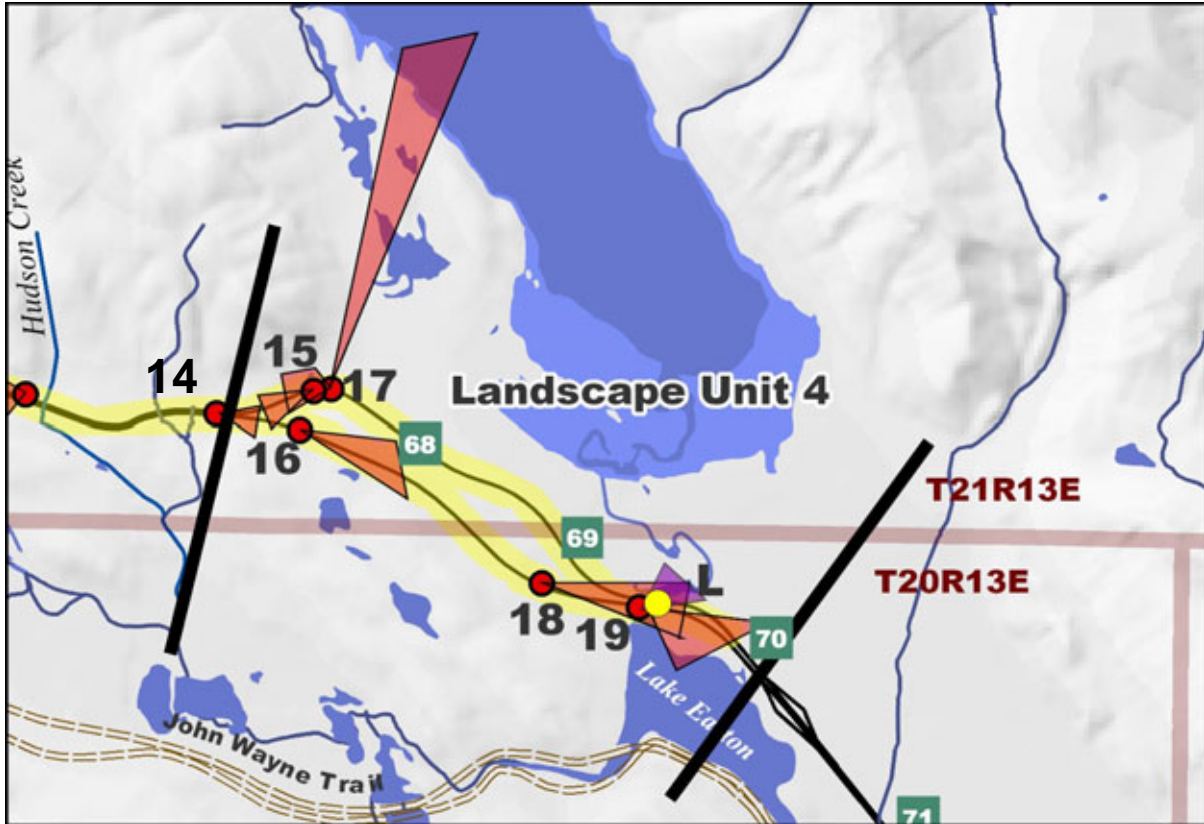 Hudson Creek
14
15
17
16
68
Landscape Unit 4
T21R13E
69
T20R13E
L
18
19
70
Lake Easton
John Wayne Trail
71